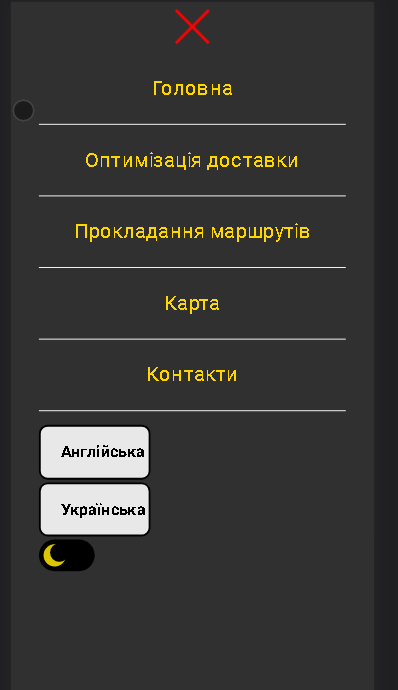 Головна
Оптимізація доставки
Прокладання маршрутів
Карта
Контакти
Англійська
Українська